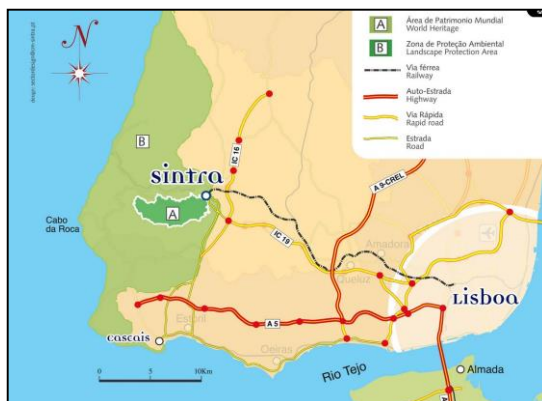 N
A Área de Patrimonio Mundial
World Heritage
B Zona de Proteção Ambiental
Landscape Protection Area
Via férrea
Railway
Auto-Estrada
Highway
Via Rápida
Rapid road
Estrada
Road
B
IC 16
A 9-CREL
Sintra
A
Cabo
da Roca
IC 19
Amadora
Queluz
Lisboa
A 5
Estoril
Cascais
Oeiras
Rio Tejo
Almada
0 5 10Km